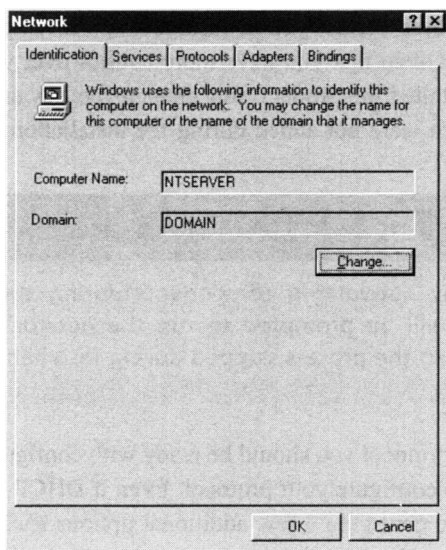 Network
Identification Services Protocols Adapters Bindings
Windows uses the following information to identify this
computer on the network. You may change the name for
this computer or the name of the domain that it manages.
Computer Name: NTSERVER
Domain: DOMAIN
Change...
OK Cancel